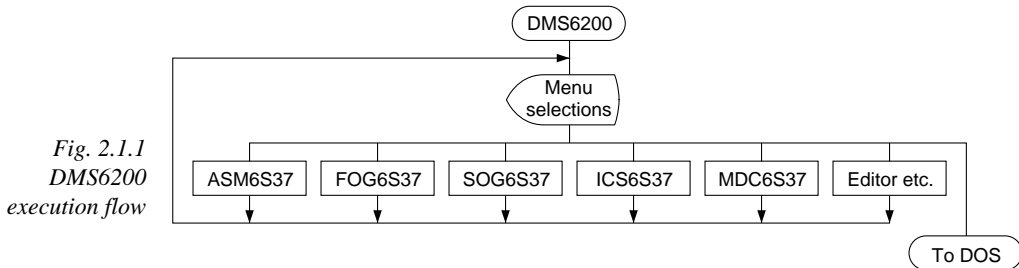 DMS6200
Menu
selections
Fig. 2.1.1
DMS6200
execution flow
ASM6S37
FOG6S37
SOG6S37
ICS6S37
MDC6S37
Editor etc.
To DOS